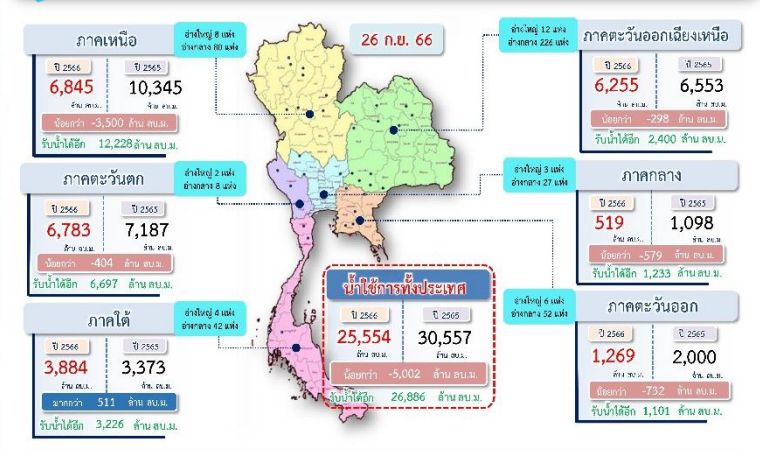 26 ก.ย. 66
ภาคเหนือ
อ่างใหญ่ 8 แห่ง
อ่างกลาง 80 แห่ง
ปี 2566 ปี 2565
6,845 10,345
ล้าน ลบ.ม. ล้าน ลบ.ม.
น้อยกว่า -3,500 ล้าน ลบ.ม.
รับน้ำได้อีก 12,228 ล้าน ลบ.ม.
ภาคตะวันออกเฉียงเหนือ
อ่างใหญ่ 12 แห่ง
อ่างกลาง 226 แห่ง
ปี 2566 ปี 2565
6,255 6,553
ล้าน ลบ.ม. ล้าน ลบ.ม.
น้อยกว่า -298 ล้าน ลบ.ม.
รับน้ำได้อีก 2,400 ล้าน ลบ.ม.
ภาคตะวันตก
อ่างใหญ่ 2 แห่ง
อ่างกลาง 8 แห่ง
ปี 2566 ปี 2565
6,783 7,187
ล้าน ลบ.ม. ล้าน ลบ.ม.
น้อยกว่า -404 ล้าน ลบ.ม.
รับน้ำได้อีก 6,697 ล้าน ลบ.ม.
ภาคกลาง
อ่างใหญ่ 3 แห่ง
อ่างกลาง 27 แห่ง
ปี 2566 ปี 2565
519 1,098
ล้าน ลบ.ม. ล้าน ลบ.ม.
น้อยกว่า -579 ล้าน ลบ.ม.
รับน้ำได้อีก 1,233 ล้าน ลบ.ม.
ภาคใต้
อ่างใหญ่ 4 แห่ง
อ่างกลาง 42 แห่ง
ปี 2566 ปี 2565
3,884 3,373
ล้าน ลบ.ม. ล้าน ลบ.ม.
มากกว่า 511 ล้าน ลบ.ม.
รับน้ำได้อีก 3,226 ล้าน ลบ.ม.
น้ำใช้การทั้งประเทศ
ปี 2566 ปี 2565
25,554 30,557
ล้าน ลบ.ม. ล้าน ลบ.ม.
น้อยกว่า -5,002 ล้าน ลบ.ม.
รับน้ำได้อีก 26,886 ล้าน ลบ.ม.
ภาคตะวันออก
อ่างใหญ่ 6 แห่ง
อ่างกลาง 52 แห่ง
ปี 2566 ปี 2565
1,269 2,000
ล้าน ลบ.ม. ล้าน ลบ.ม.
น้อยกว่า -732 ล้าน ลบ.ม.
รับน้ำได้อีก 1,101 ล้าน ลบ.ม.